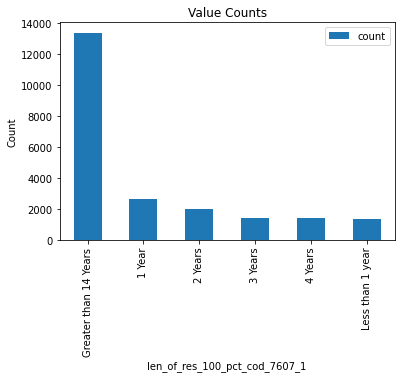 Value Counts
count
Count
14000
12000
10000
8000
6000
4000
2000
0
Greater than 14 Years
1 Year
2 Years
3 Years
4 Years
Less than 1 year
len_of_res_100_pct_cod_7607_1